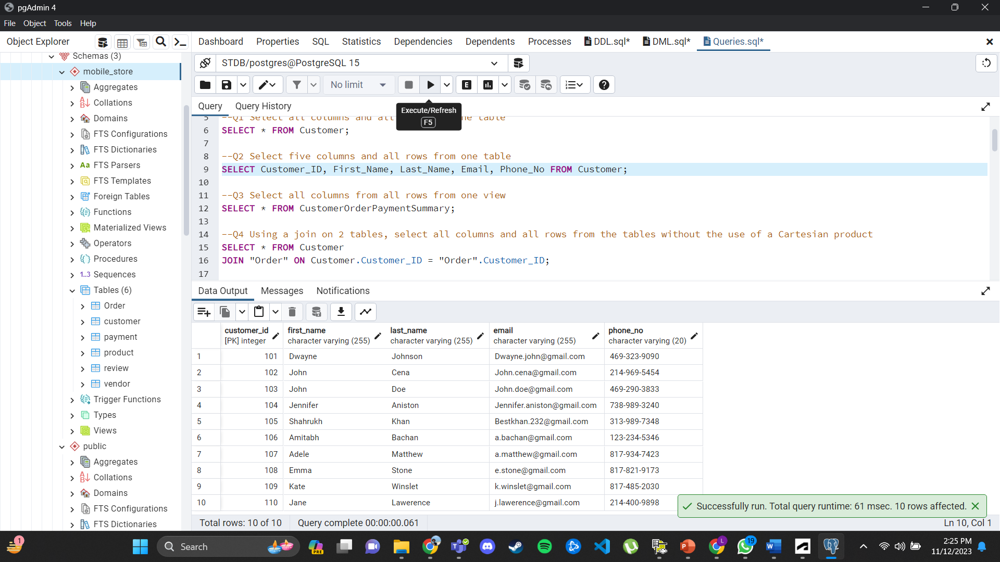 pgAdmin 4
File Object Tools Help
Object Explorer
Dashboard Properties SQL Statistics Dependencies Dependents Processes DDL.sql* DML.sql* Queries.sql*
Schemas (3)
mobile_store
Aggregates
Collations
Domains
FTS Configurations
FTS Dictionaries
Aa FTS Parsers
FTS Templates
Foreign Tables
Functions
Materialized Views
Operators
Procedures
1..3 Sequences
Tables (6)
Order
customer
payment
product
review
vendor
Trigger Functions
Types
Views
public
Aggregates
Collations
Domains
FTS Configurations
FTS Dictionaries
STDB/postgres@PostgreSQL 15
No limit
E
Execute/Refresh
F5
Query Query History
5 --Q1 Select all columns and all ne table
6 SELECT * FROM Customer;
7
8 --Q2 Select five columns and all rows from one table
9 SELECT Customer_ID, First_Name, Last_Name, Email, Phone_No FROM Customer;
10
11 --Q3 Select all columns from all rows from one view
12 SELECT * FROM CustomerOrderPaymentSummary;
13
14 --Q4 Using a join on 2 tables, select all columns and all rows from the tables without the use of a Cartesian product
15 SELECT * FROM Customer
16 JOIN "Order" ON Customer.Customer_ID = "Order".Customer_ID;
17
Data Output Messages Notifications
customer_id first_name last_name email phone_no
[PK] integer character varying (255) character varying (255) character varying (255) character varying (20)
1 101 Dwayne Johnson Dwayne.john@gmail.com 469-323-9090
2 102 John Cena John.cena@gmail.com 214-969-5454
3 103 John Doe John.doe@gmail.com 469-290-3833
4 104 Jennifer Aniston Jennifer.aniston@gmail.com 738-989-3240
5 105 Shahrukh Khan Bestkhan.232@gmail.com 313-989-7348
6 106 Amitabh Bachan a.bachan@gmail.com 123-234-5346
7 107 Adele Matthew a.matthew@gmail.com 817-934-7423
8 108 Emma Stone e.stone@gmail.com 817-821-9173
9 109 Kate Winslet k.winslet@gmail.com 817-485-2030
10 110 Jane Lawerence j.lawerence@gmail.com 214-400-9898
Successfully run. Total query runtime: 61 msec. 10 rows affected.
Total rows: 10 of 10 Query complete 00:00:00.061 Ln 10, Col 1
1
Search
PRE
T
P
L
19
W
2:25 PM
11/12/2023